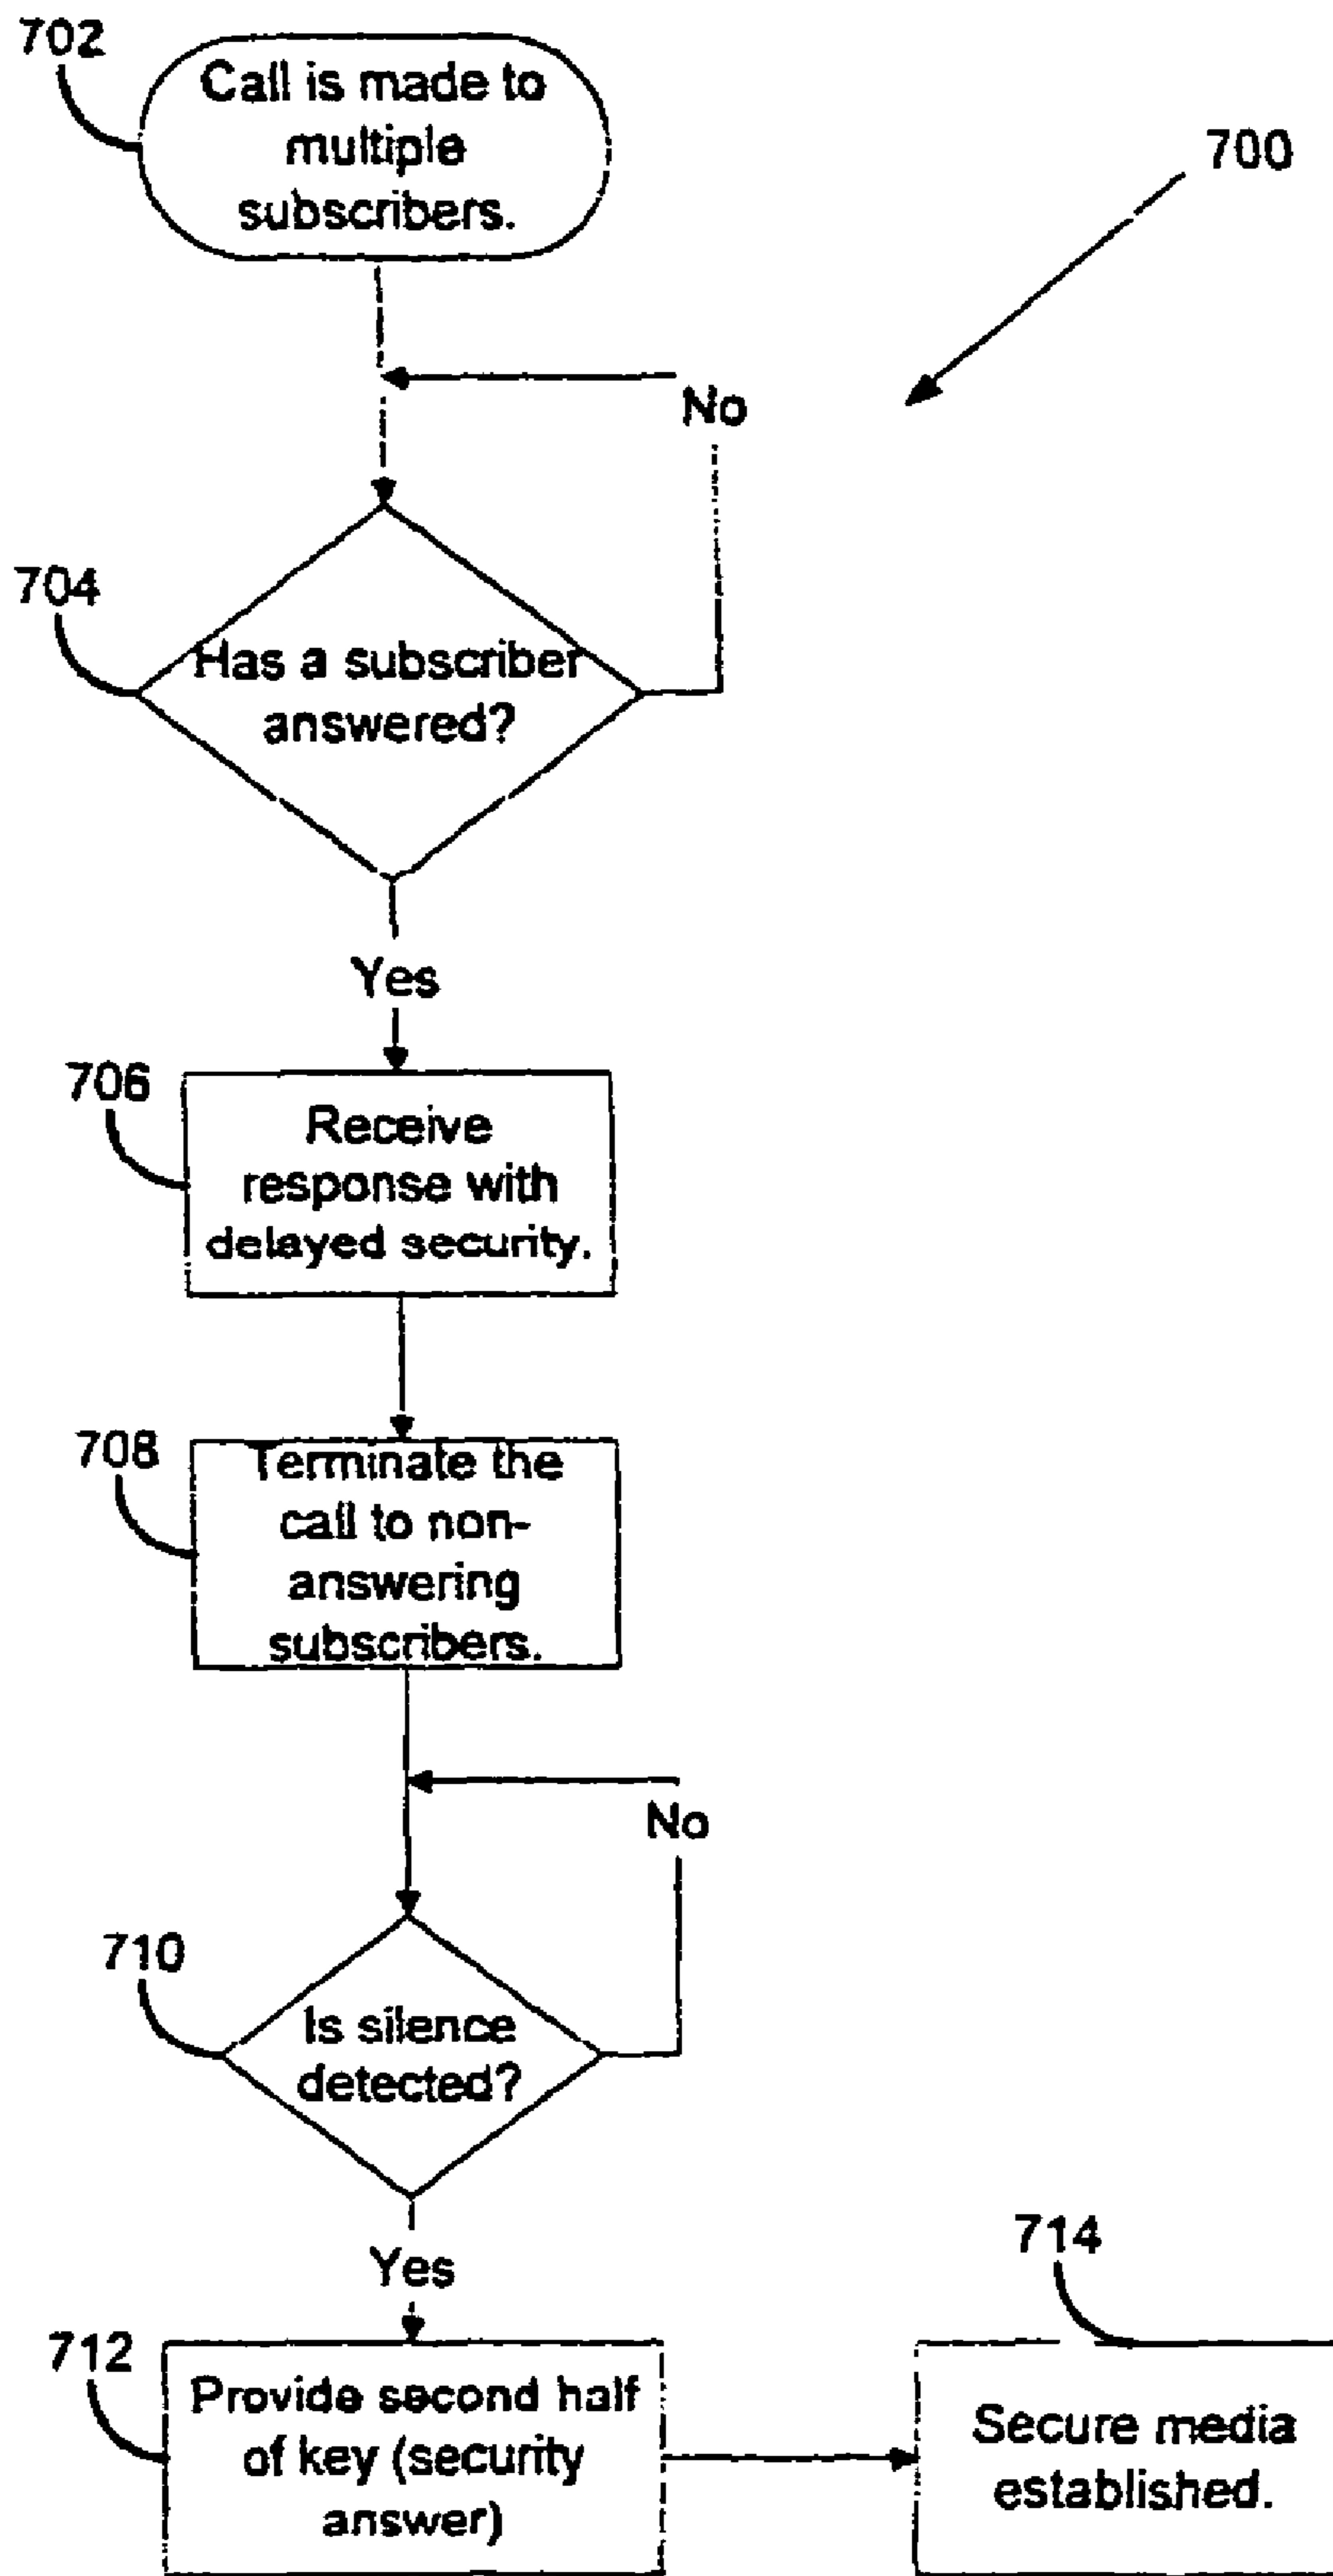 702
Call is made to
multiple
subscribers.
700
No
704
Has a subscriber
answered?
Yes
706
Receive
response with
delayed security.
708
Terminate the
call to non-
answering
subscribers.
No
710
Is silence
detected?
Yes
714
712
Provide second half
of key (security
answer)
Secure media
established.